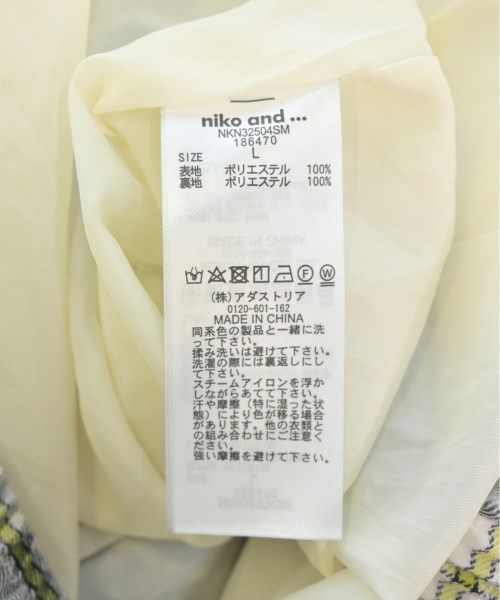 niko and ...
NKN32504SM
186470
SIZE L
表地 ポリエステル 100%
裏地 ポリエステル 100%
(株)アダストリア
0120-601-162
MADE IN CHINA
同系色の製品と一緒に洗
って下さい。
揉み洗いは避けて下さい。
洗濯の際には裏返しにし
て下さい。
スチームアイロンを浮か
しながらあてて下さい。
汗や摩擦(特に湿った状
態)により色が移る場合
があります。他の衣類と
の組み合わせにご注意く
ださい。
強い摩擦を避けて下さい。